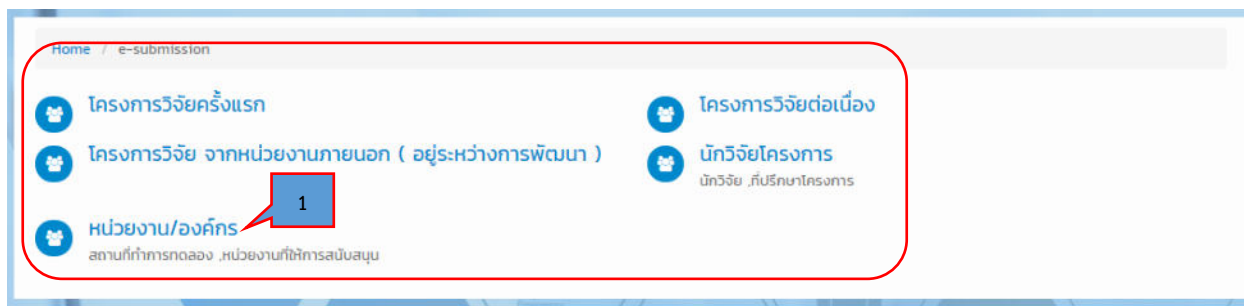 Home / e-submission
โครงการวิจัยครั้งแรก
โครงการวิจัยต่อเนื่อง
โครงการวิจัย จากหน่วยงานภายนอก ( อยู่ระหว่างการพัฒนา )
นักวิจัยโครงการ
นักวิจัย ,ที่ปรึกษาโครงการ
1
หน่วยงาน/องค์กร
สถานที่ทำการทดลอง ,หน่วยงานที่ให้การสนับสนุน